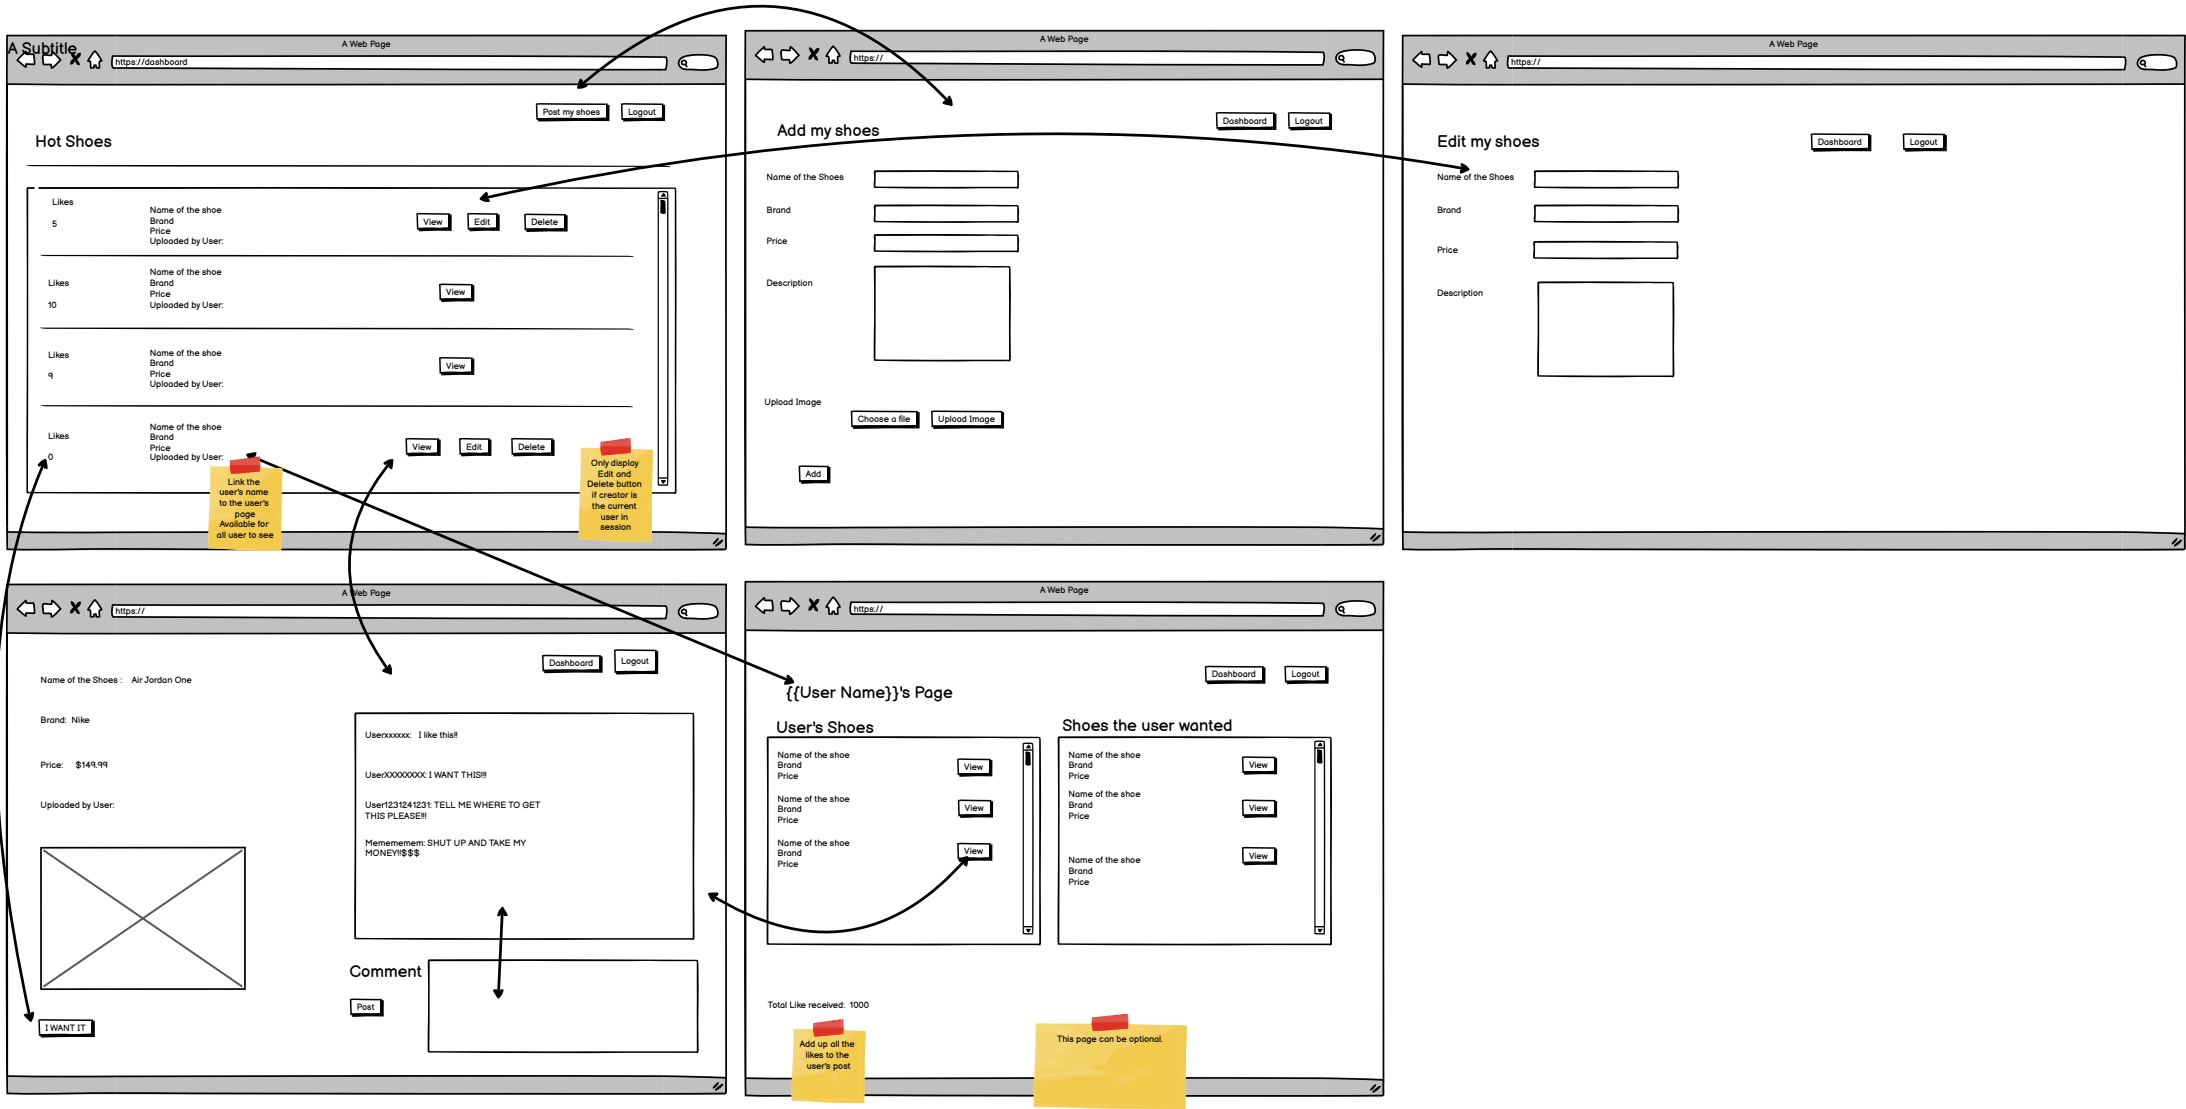 A Subtitle
A Web Page
https://dashboard
Post my shoes
Logout
Hot Shoes
Likes
5
Name of the shoe
Brand
Price
Uploaded by User:
View
Edit
Delete
Likes
10
Name of the shoe
Brand
Price
Uploaded by User:
View
Likes
9
Name of the shoe
Brand
Price
Uploaded by User:
View
Likes
0
Name of the shoe
Brand
Price
Uploaded by User:
View
Edit
Delete
Link the
user's name
to the user's
page
Available for
all user to see
Only display
Edit and
Delete button
if creator is
the current
user in
session
A Web Page
https://
Dashboard
Logout
Add my shoes
Name of the Shoes
Brand
Price
Description
Upload Image
Choose a file
Upload Image
Add
A Web Page
https://
Edit my shoes
Dashboard
Logout
Name of the Shoes
Brand
Price
Description
A Web Page
https://
Dashboard
Logout
Name of the Shoes : Air Jordan One
Brand: Nike
Price: $149.99
Uploaded by User:
I WANT IT
Userxxxxxx: I like this!!
UserXXXXXXXX: I WANT THIS!!!
User1231241231: TELL ME WHERE TO GET
THIS PLEASE!!!
Memememem: SHUT UP AND TAKE MY
MONEY!!$$$
Comment
Post
A Web Page
https://
Dashboard
Logout
{{User Name}}'s Page
User's Shoes
Name of the shoe
Brand
Price
View
Name of the shoe
Brand
Price
View
Name of the shoe
Brand
Price
View
Shoes the user wanted
Name of the shoe
Brand
Price
View
Name of the shoe
Brand
Price
View
Name of the shoe
Brand
Price
View
Total Like received: 1000
Add up all the
likes to the
user's post
This page can be optional.